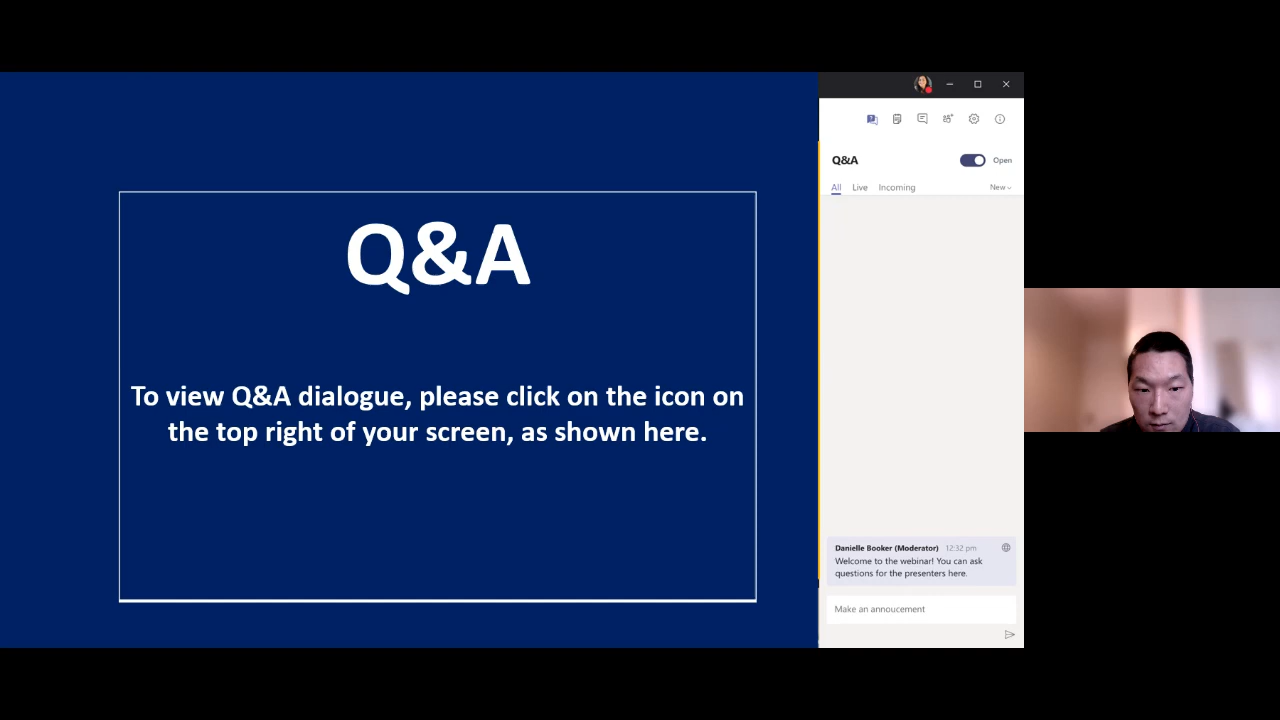 Q&A
To view Q&A dialogue, please click on the icon on
the top right of your screen, as shown here.
Q&A
Open
All
Live
Incoming
New
Danielle Booker (Moderator) 12:32 pm
Welcome to the webinar! You can ask
questions for the presenters here.
Make an annoucement